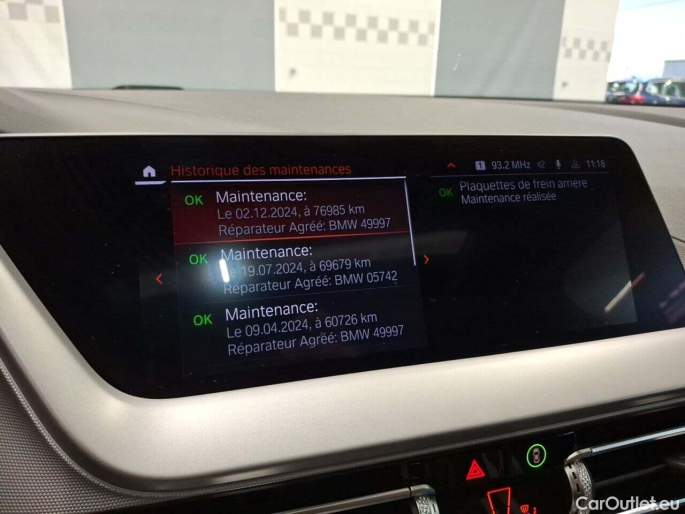 Historique des maintenances
1 93.2 MHz 11:18
OK Maintenance:
Le 02.12.2024, à 76985 km
Réparateur Agréé: BMW 49997
OK Maintenance:
Le 19.07.2024, à 69679 km
Réparateur Agréé: BMW 05742
OK Maintenance:
Le 09.04.2024, à 60726 km
Réparateur Agréé: BMW 49997
OK Plaquettes de frein arrière
Maintenance réalisée
CarOutlet.eu